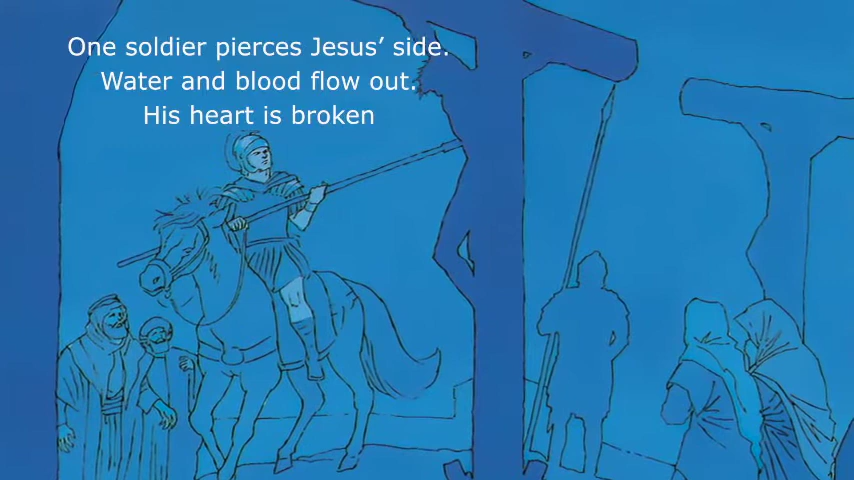 One soldier pierces Jesus’ side.
Water and blood flow out.
His heart is broken